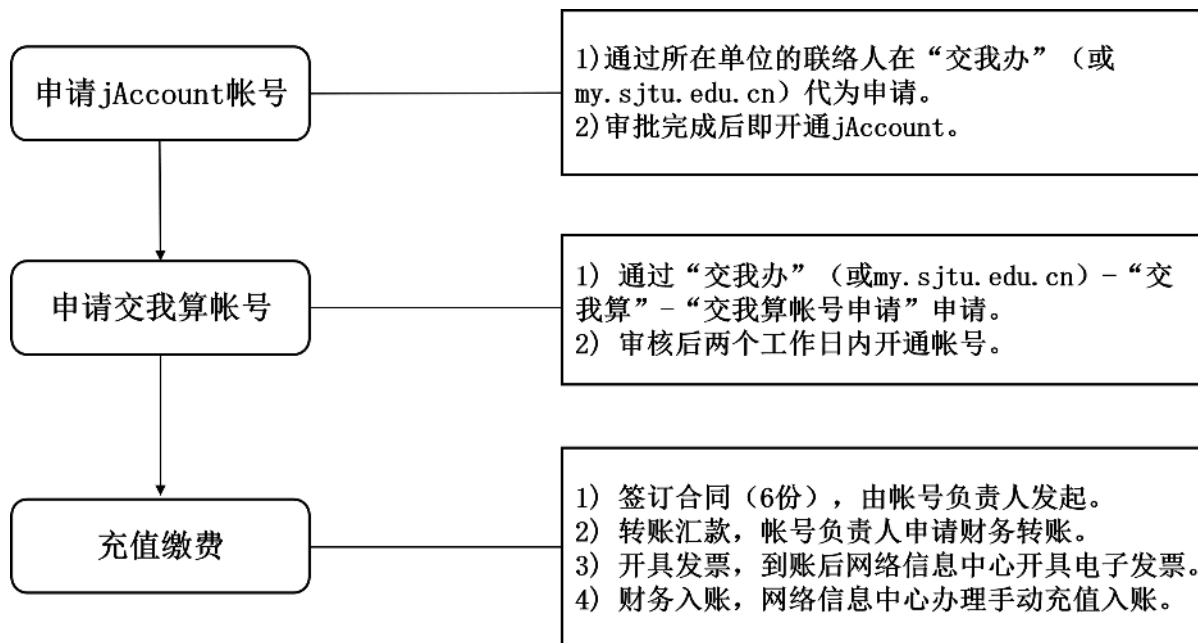 申请jAccount帐号
1)通过所在单位的联络人在“交我办”（或
my.sjtu.edu.cn）代为申请。
2)审批完成后即开通jAccount。
申请交我算帐号
1) 通过“交我办”（或my.sjtu.edu.cn）-“交
我算”-“交我算帐号申请”申请。
2) 审核后两个工作日内开通帐号。
充值缴费
1) 签订合同（6份），由帐号负责人发起。
2) 转账汇款，帐号负责人申请财务转账。
3) 开具发票，到账后网络信息中心开具电子发票。
4) 财务入账，网络信息中心办理手动充值入账。